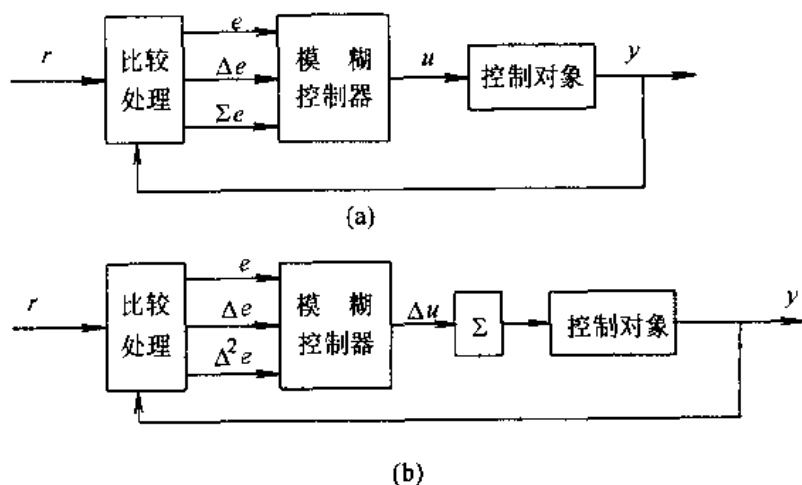 r
比较
处理
e
Δe
Σe
模 糊
控制器
u
控制对象
y
(a)
r
比较
处理
e
Δe
Δ²e
模 糊
控制器
Δu
Σ
控制对象
y
(b)